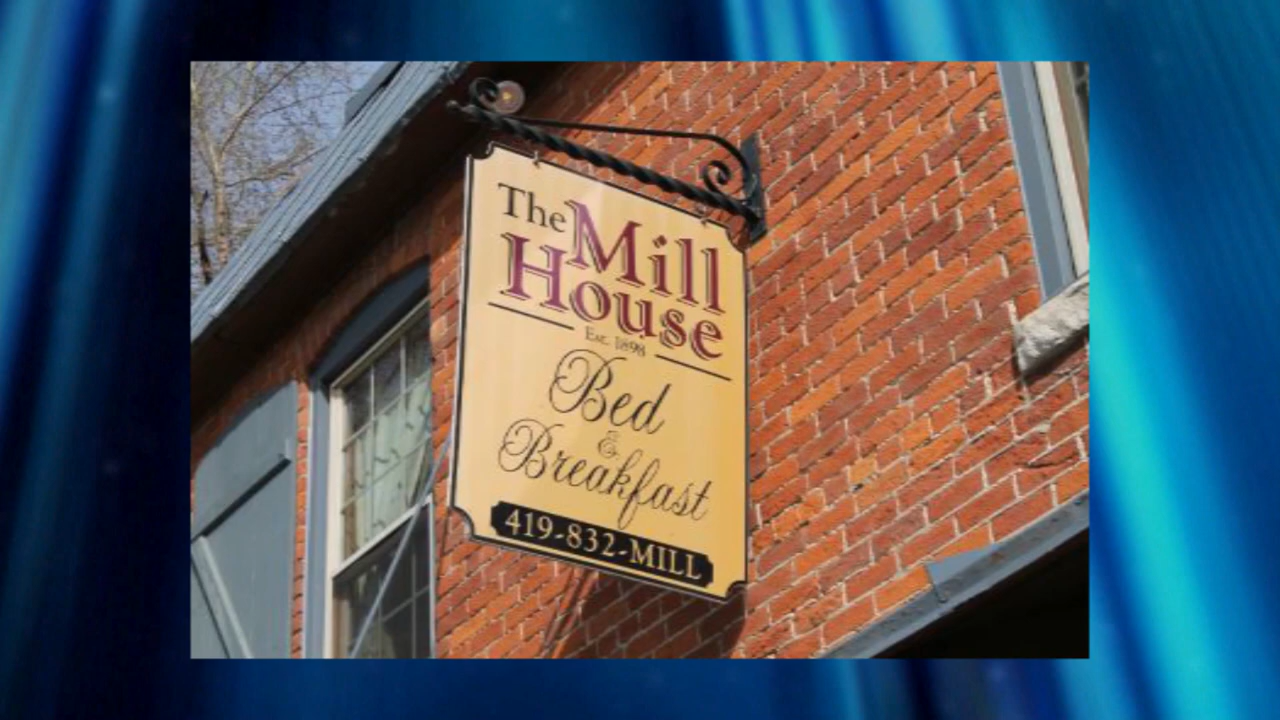 The Mill
House
Est. 1898
Bed
&
Breakfast
419-832-MILL